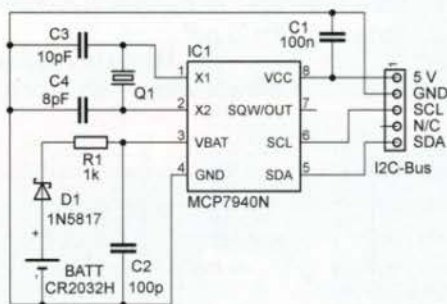 C3
10pF
C4
8pF
Q1
IC1
1
X1
2
X2
3
VBAT
4
GND
VCC
8
SQW/OUT
7
SCL
6
SDA
5
MCP7940N
C1
100n
1
5 V
GND
SCL
N/C
SDA
I2C-Bus
R1
1k
D1
1N5817
+
BATT
CR2032H
-
C2
100p